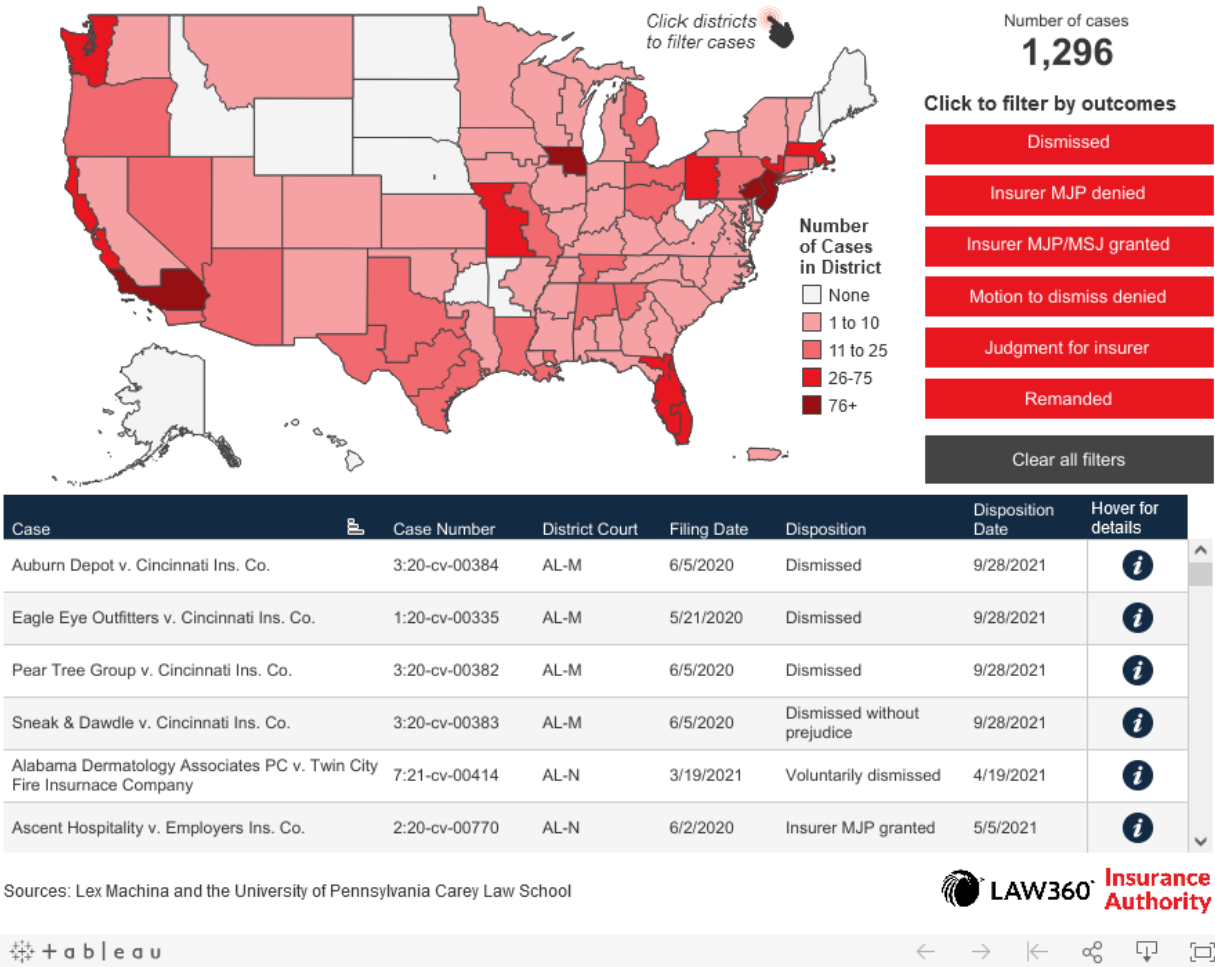 Click districts
to filter cases
Number of cases
1,296
Click to filter by outcomes
Dismissed
Insurer MJP denied
Insurer MJP/MSJ granted
Motion to dismiss denied
Judgment for insurer
Remanded
Clear all filters
Number
of Cases
in District
None
1 to 10
11 to 25
26-75
76+
Case Case Number District Court Filing Date Disposition Disposition Date Hover for details
Auburn Depot v. Cincinnati Ins. Co. 3:20-cv-00384 AL-M 6/5/2020 Dismissed 9/28/2021 i
Eagle Eye Outfitters v. Cincinnati Ins. Co. 1:20-cv-00335 AL-M 5/21/2020 Dismissed 9/28/2021 i
Pear Tree Group v. Cincinnati Ins. Co. 3:20-cv-00382 AL-M 6/5/2020 Dismissed 9/28/2021 i
Sneak & Dawdle v. Cincinnati Ins. Co. 3:20-cv-00383 AL-M 6/5/2020 Dismissed without prejudice 9/28/2021 i
Alabama Dermatology Associates PC v. Twin City Fire Insurnace Company 7:21-cv-00414 AL-N 3/19/2021 Voluntarily dismissed 4/19/2021 i
Ascent Hospitality v. Employers Ins. Co. 2:20-cv-00770 AL-N 6/2/2020 Insurer MJP granted 5/5/2021 i
Sources: Lex Machina and the University of Pennsylvania Carey Law School
LAW360 Insurance Authority
+ a b | e a u